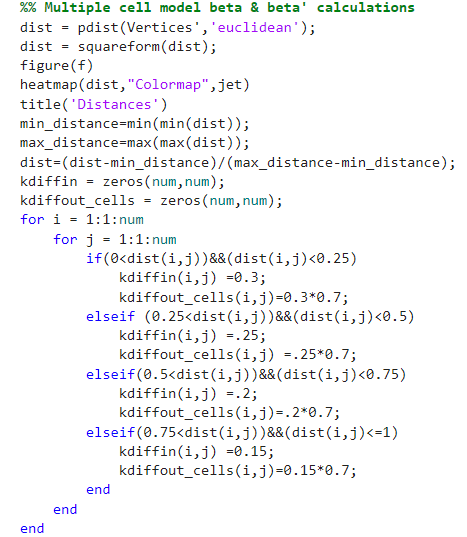 %% Multiple cell model beta & beta' calculations
dist = pdist(Vertices','euclidean');
dist = squareform(dist);
figure(f)
heatmap(dist,"Colormap",jet)
title('Distances')
min_distance=min(min(dist));
max_distance=max(max(dist));
dist=(dist-min_distance)/(max_distance-min_distance);
kdiffin = zeros(num,num);
kdiffout_cells = zeros(num,num);
for i = 1:1:num
    for j = 1:1:num
        if(0<dist(i,j))&&(dist(i,j)<0.25)
            kdiffin(i,j) =0.3;
            kdiffout_cells(i,j)=0.3*0.7;
        elseif (0.25<dist(i,j))&&(dist(i,j)<0.5)
            kdiffin(i,j) =.25;
            kdiffout_cells(i,j) =.25*0.7;
        elseif(0.5<dist(i,j))&&(dist(i,j)<0.75)
            kdiffin(i,j) =.2;
            kdiffout_cells(i,j)=.2*0.7;
        elseif(0.75<dist(i,j))&&(dist(i,j)<=1)
            kdiffin(i,j) =0.15;
            kdiffout_cells(i,j)=0.15*0.7;
        end
    end
end